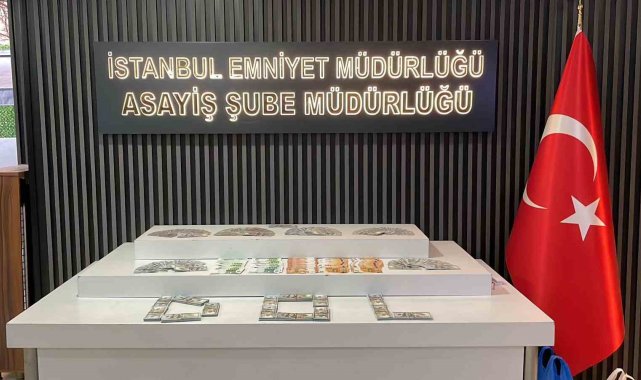 İSTANBUL EMNİYET MÜDÜRLÜĞÜ
ASAYİŞ ŞUBE MÜDÜRLÜĞÜ